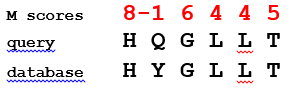 M scores 8-1 6 4 4 5
query H Q G L L T
database H Y G L L T